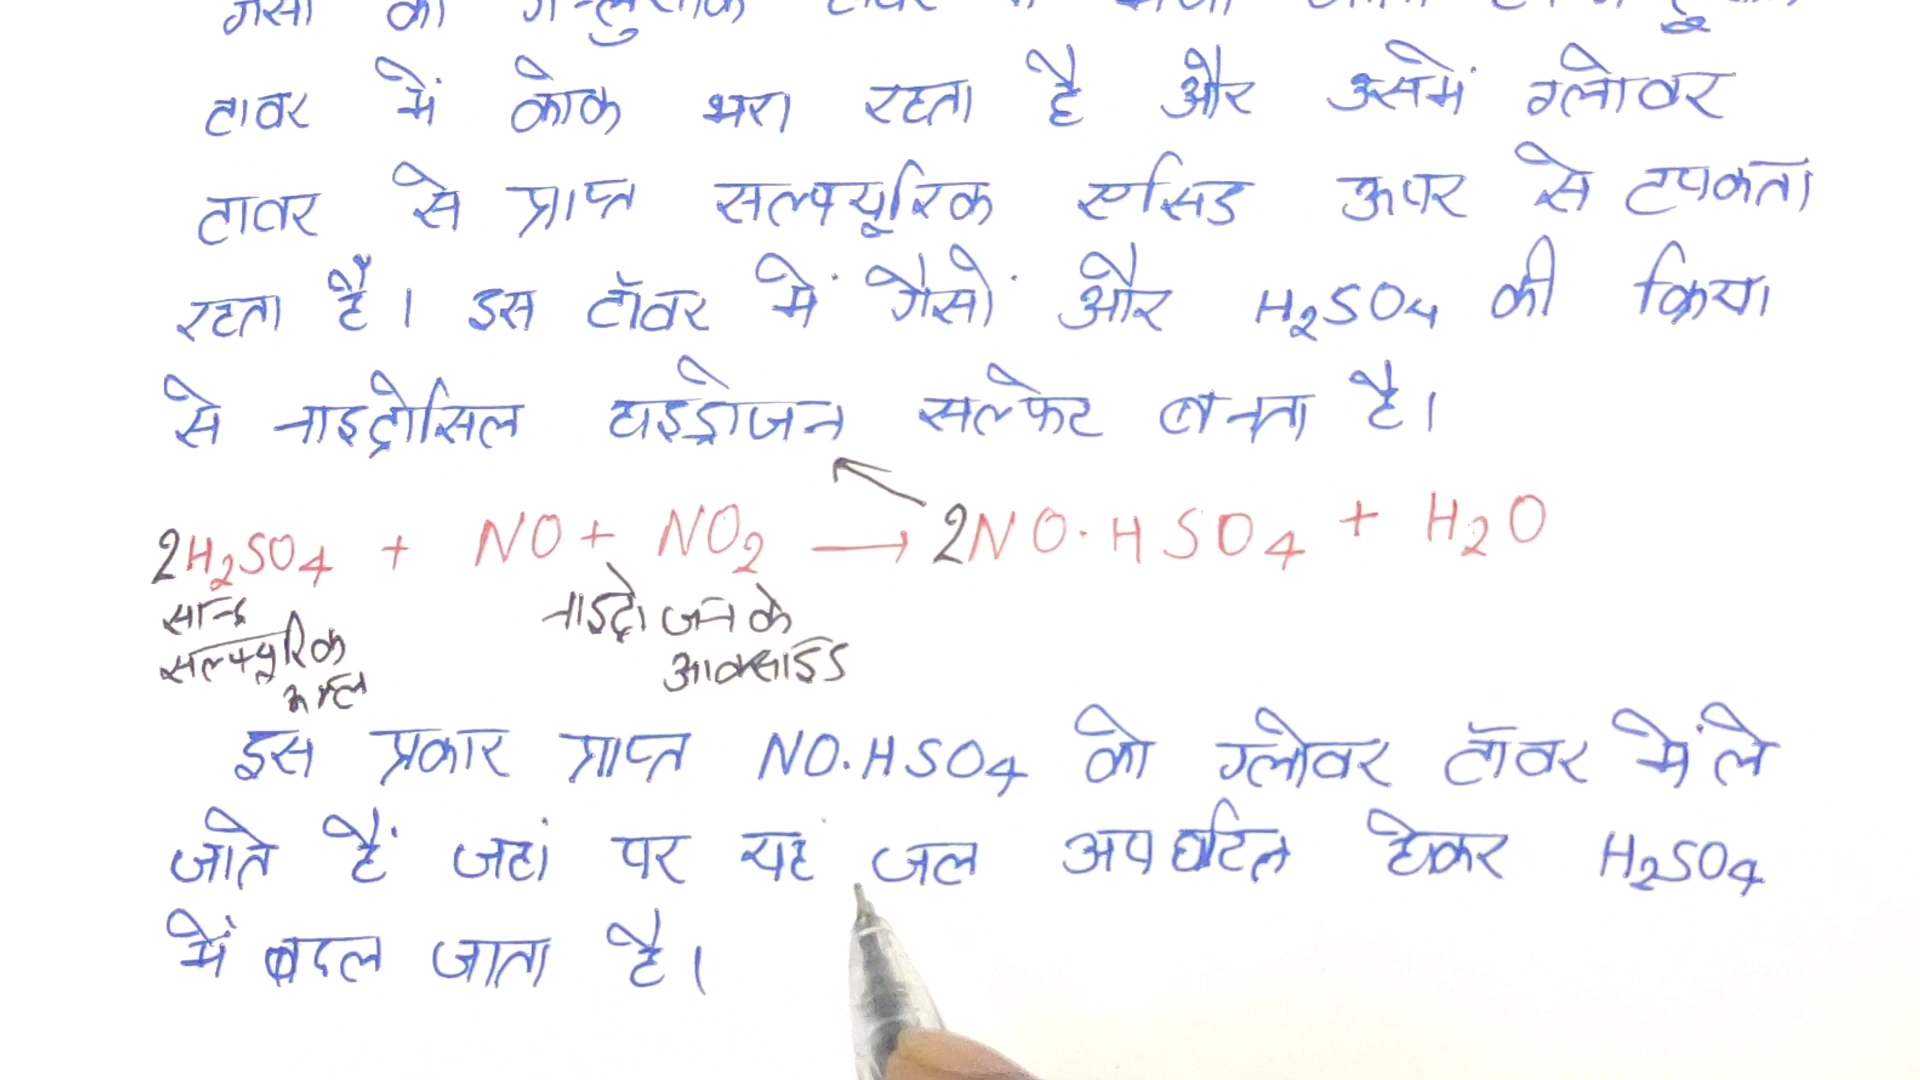 टावर में कोक भरा रहता है और उसमें ग्लोवर
टावर से प्राप्त सल्फ्यूरिक एसिड ऊपर से टपकता
रहता है। इस टॉवर में गैसों और H₂SO₄ की क्रिया
से नाइट्रोसिल हाइड्रोजन सल्फेट बनता है।
2H₂SO₄ + NO + NO₂ → 2NO·HSO₄ + H₂O
सान्द्र नाइट्रोजन के
सल्फ्यूरिक आक्साइड
अम्ल
इस प्रकार प्राप्त NO.HSO₄ को ग्लोवर टॉवर में ले
जाते हैं जहां पर यह जल अपघटित होकर H₂SO₄
में बदल जाता है।